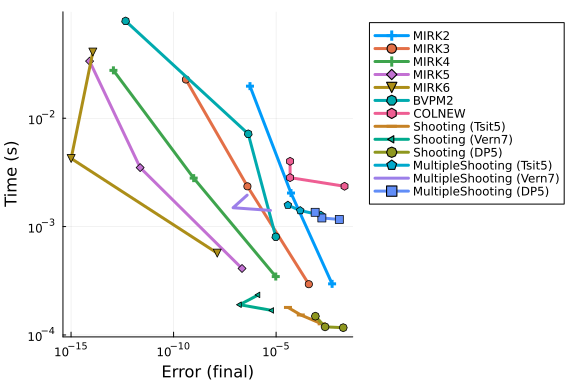 Time (s)
10⁻²
10⁻³
10⁻⁴
10⁻¹⁵
10⁻¹⁰
10⁻⁵
Error (final)
MIRK2
MIRK3
MIRK4
MIRK5
MIRK6
BVPM2
COLNEW
Shooting (Tsit5)
Shooting (Vern7)
Shooting (DP5)
MultipleShooting (Tsit5)
MultipleShooting (Vern7)
MultipleShooting (DP5)